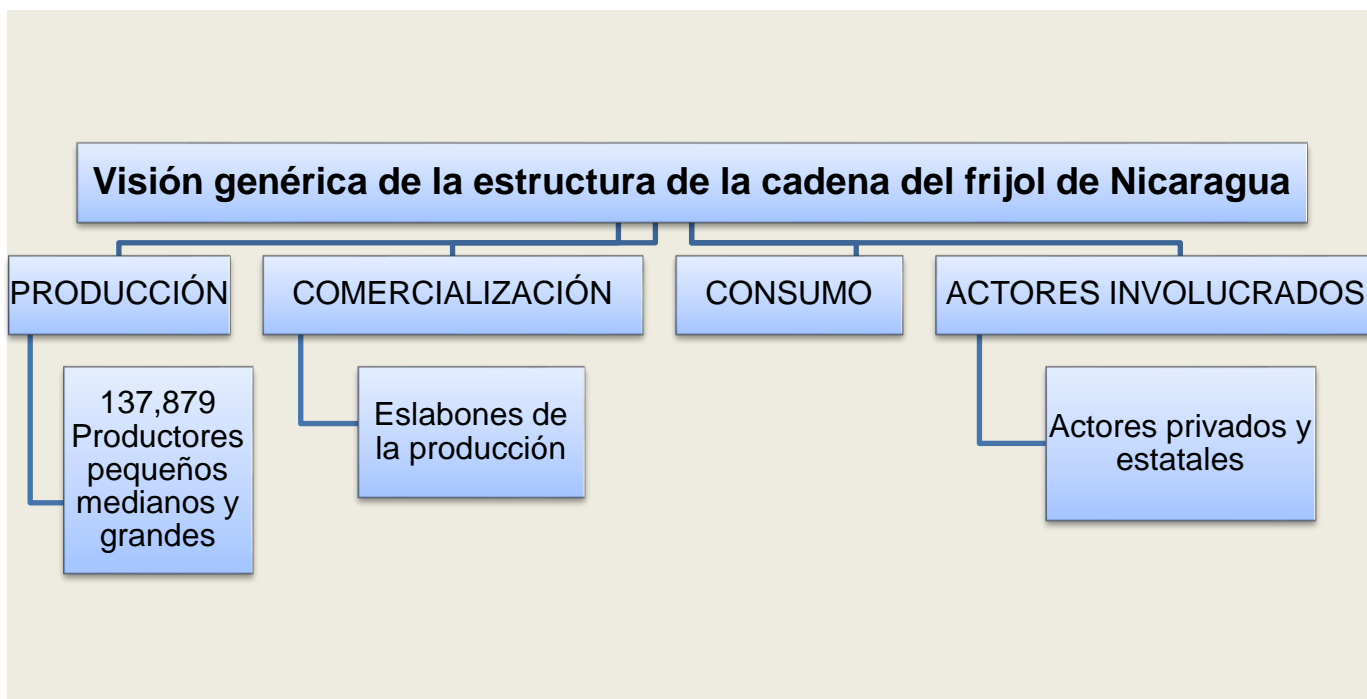 Visión genérica de la estructura de la cadena del frijol de Nicaragua
PRODUCCIÓN
COMERCIALIZACIÓN
CONSUMO
ACTORES INVOLUCRADOS
137,879
Productores
pequeños
medianos y
grandes
Eslabones de
la producción
Actores privados y
estatales